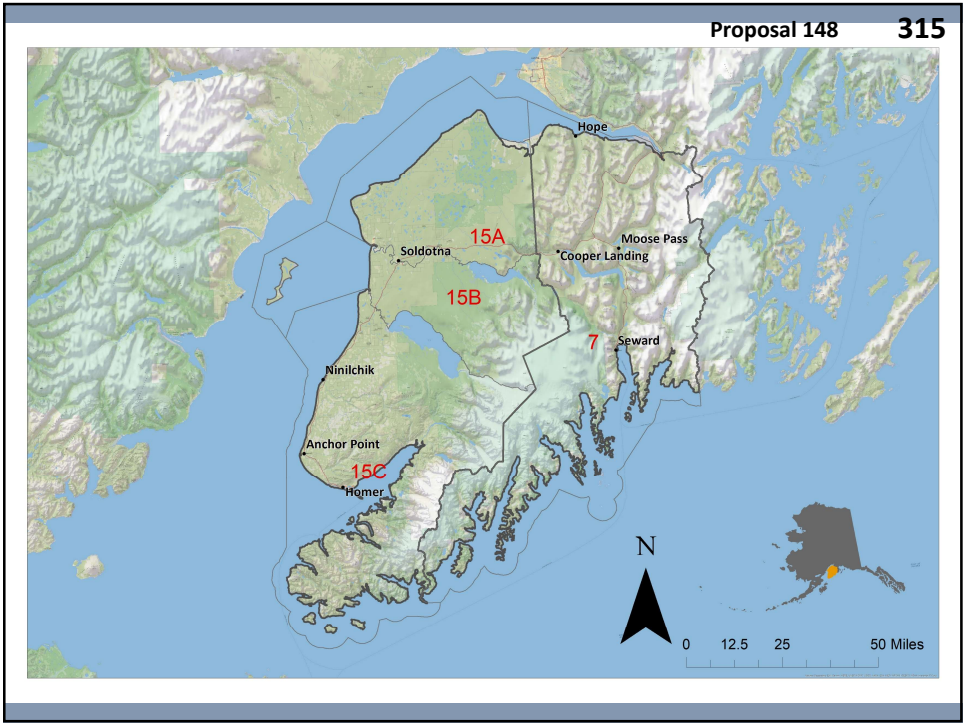 Proposal 148 315
Hope
15A
Moose Pass
Soldotna
Cooper Landing
15B
7
Seward
Ninilchik
Anchor Point
15C
Homer
N
0 12.5 25 50 Miles